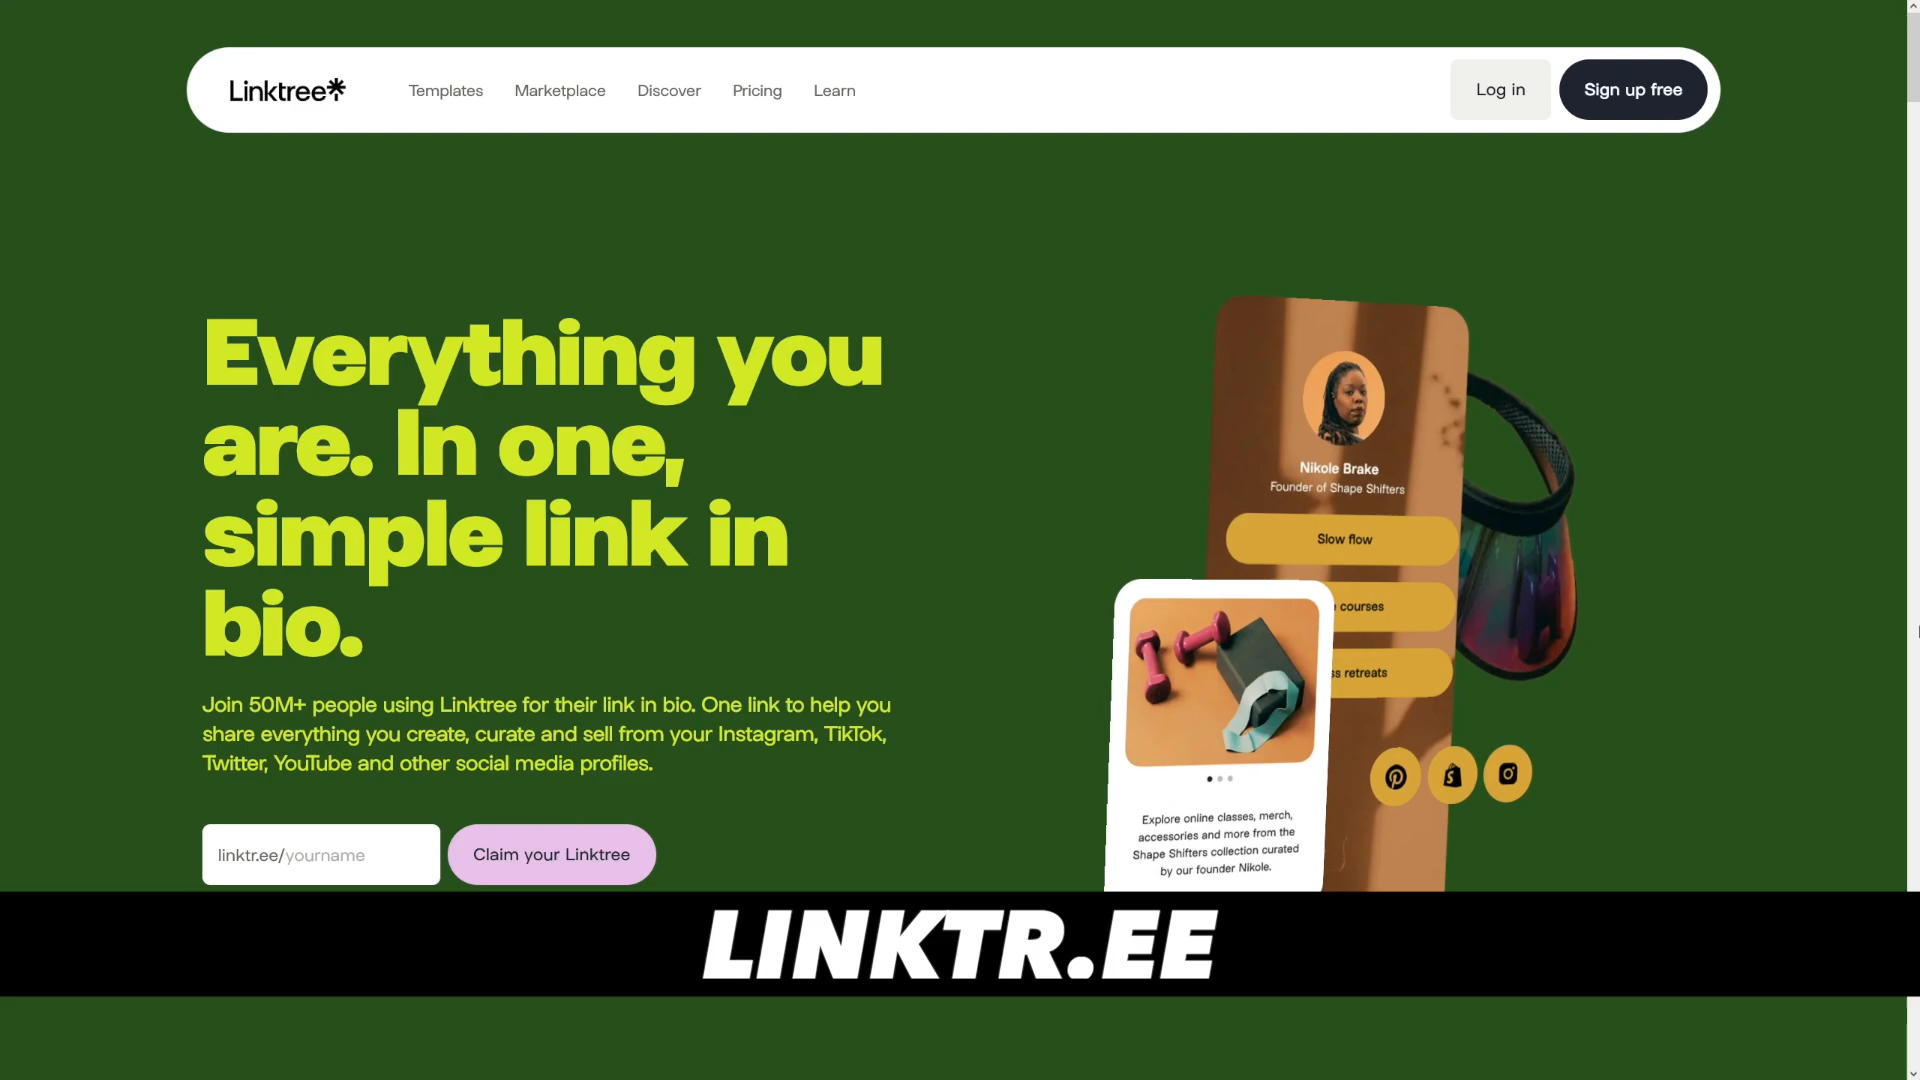 Linktree
Templates
Marketplace
Discover
Pricing
Learn
Log in
Sign up free
Everything you
are. In one,
simple link in
bio.
Join 50M+ people using Linktree for their link in bio. One link to help you
share everything you create, curate and sell from your Instagram, TikTok,
Twitter, YouTube and other social media profiles.
linktr.ee/yourname
Claim your Linktree
Nikole Brake
Founder of Shape Shifters
Slow flow
courses
retreats
Explore online classes, merch,
accessories and more from the
Shape Shifters collection curated
by our founder Nikole.
LINKTR.EE